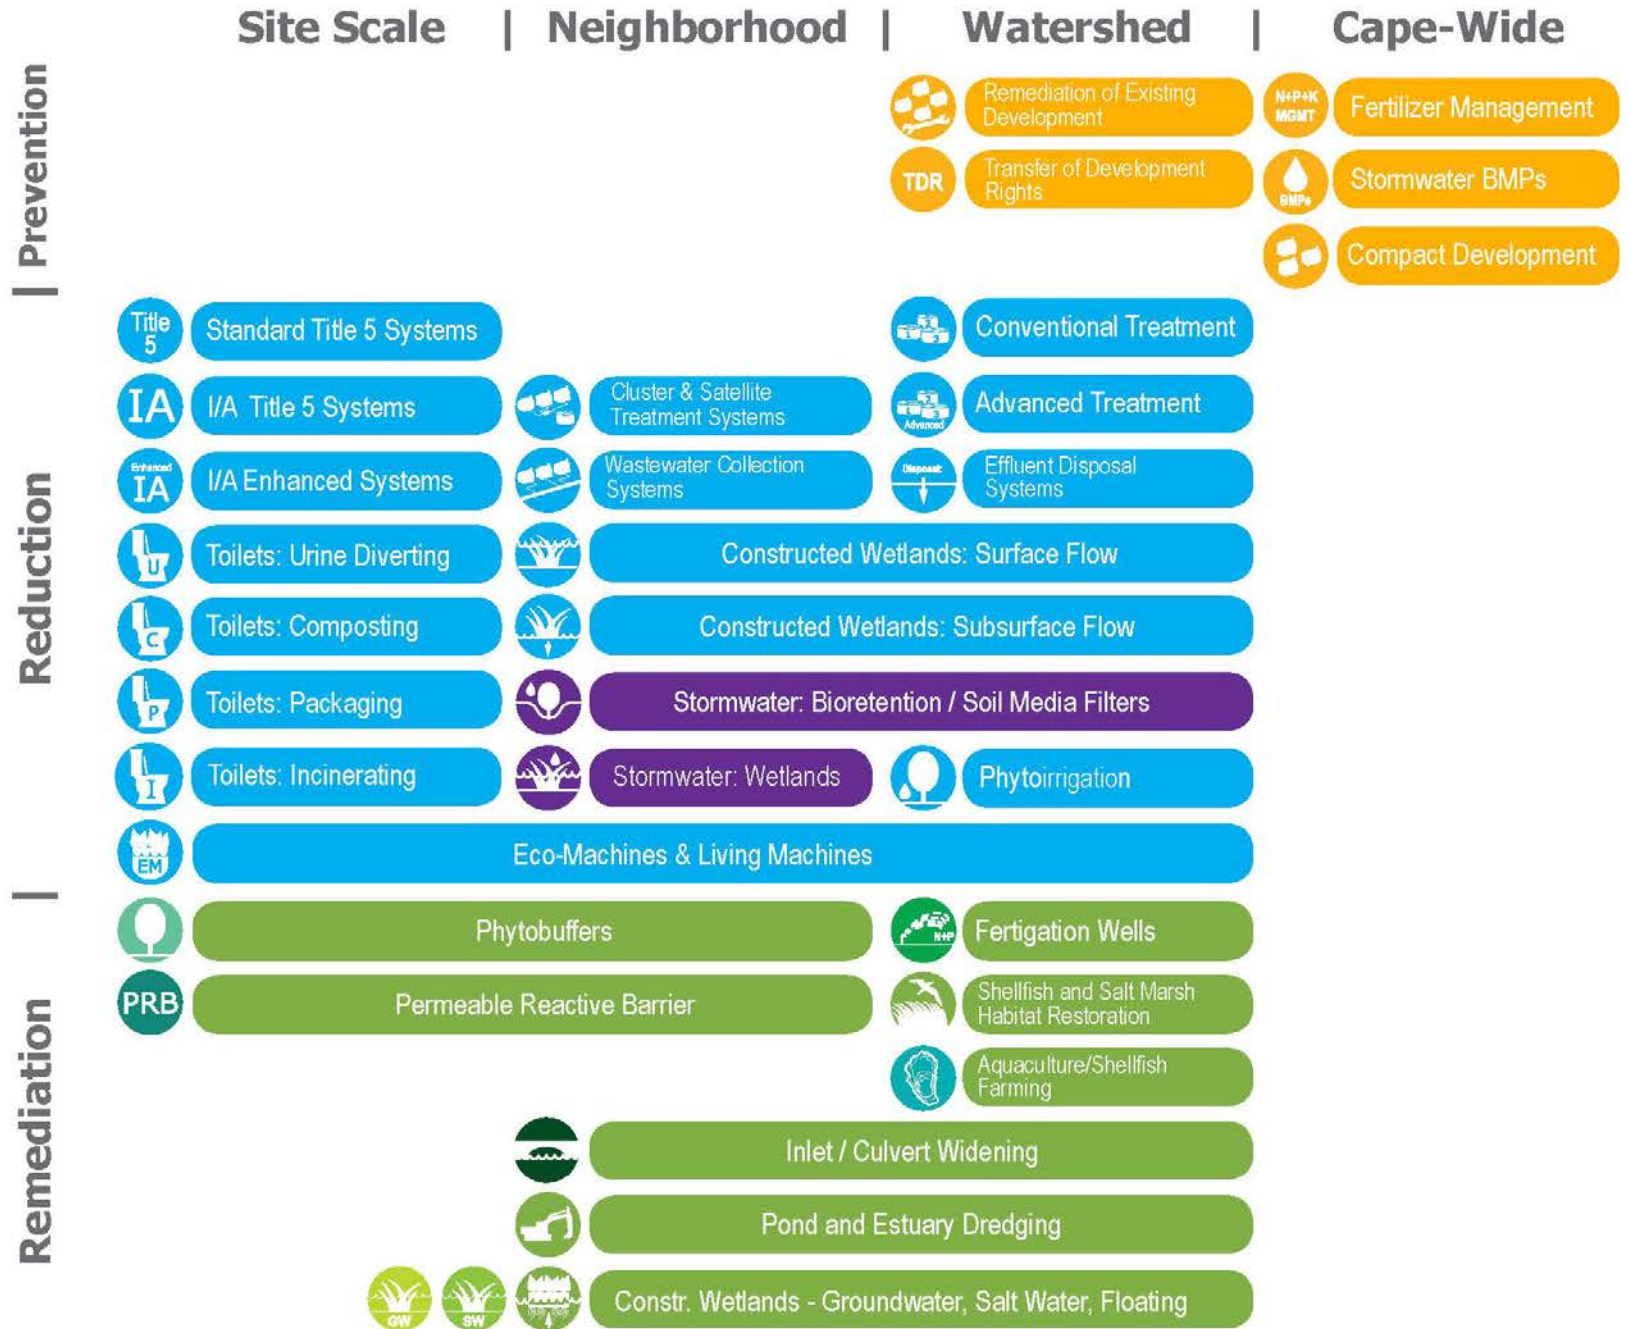 Site Scale | Neighborhood | Watershed | Cape-Wide
| Prevention
Remediation of Existing
Development
N+P+K
MGMT
Fertilizer Management
TDR
Transfer of Development
Rights
BMPs
Stormwater BMPs
Compact Development
Reduction
Title
5
Standard Title 5 Systems
Conventional Treatment
IA
I/A Title 5 Systems
Cluster & Satellite
Treatment Systems
Advanced
Advanced Treatment
Enhanced
IA
I/A Enhanced Systems
Wastewater Collection
Systems
Disposal:
Effluent Disposal
Systems
U
Toilets: Urine Diverting
Constructed Wetlands: Surface Flow
C
Toilets: Composting
Constructed Wetlands: Subsurface Flow
P
Toilets: Packaging
Stormwater: Bioretention / Soil Media Filters
I
Toilets: Incinerating
Stormwater: Wetlands
Phytoirrigation
EM
Eco-Machines & Living Machines
Remediation |
Phytobuffers
N+P
Fertigation Wells
PRB
Permeable Reactive Barrier
Shellfish and Salt Marsh
Habitat Restoration
Aquaculture/Shellfish
Farming
Inlet / Culvert Widening
Pond and Estuary Dredging
GW
SW
Constr. Wetlands - Groundwater, Salt Water, Floating